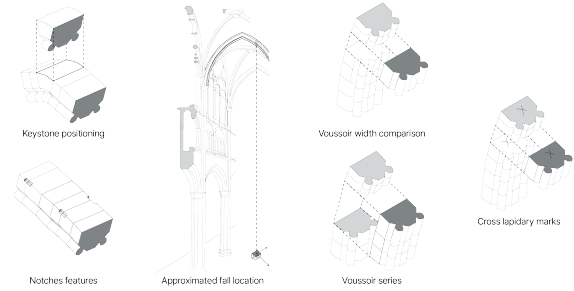 Keystone positioning
Voussoir width comparison
Cross lapidary marks
Notches features
Approximated fall location
Voussoir series